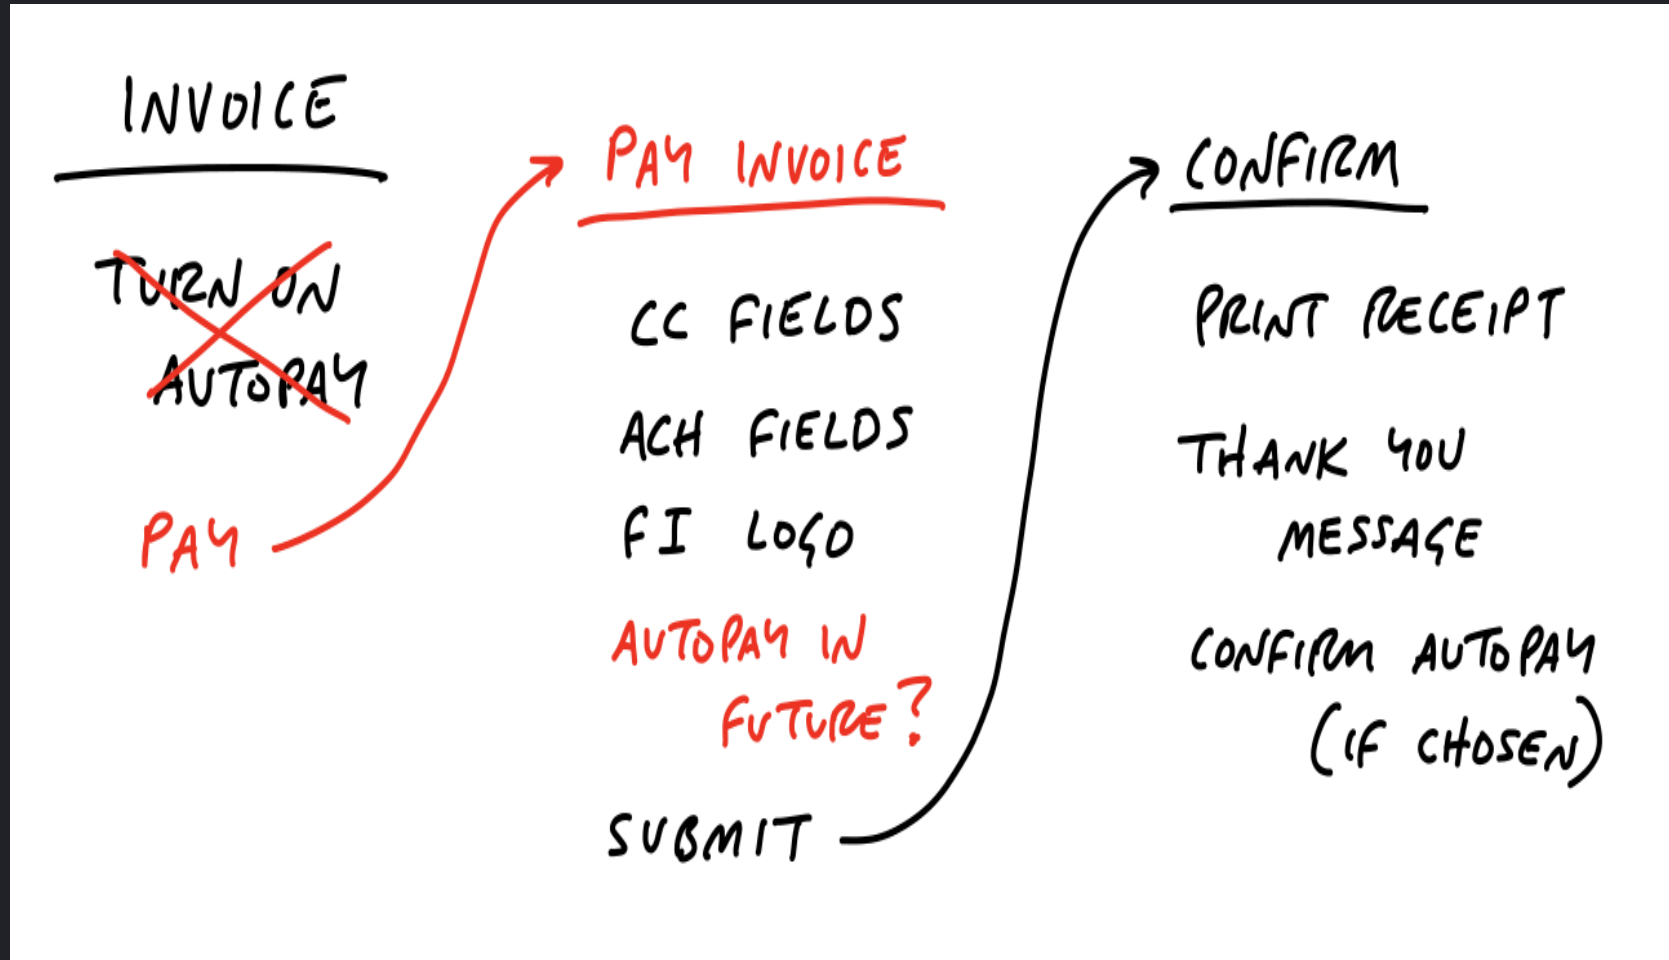 INVOICE
TURN ON
AUTOPAY
PAY
PAY INVOICE
CC FIELDS
ACH FIELDS
FI LOGO
AUTOPAY IN
FUTURE?
SUBMIT
CONFIRM
PRINT RECEIPT
THANK YOU
MESSAGE
CONFIRM AUTOPAY
(IF CHOSEN)